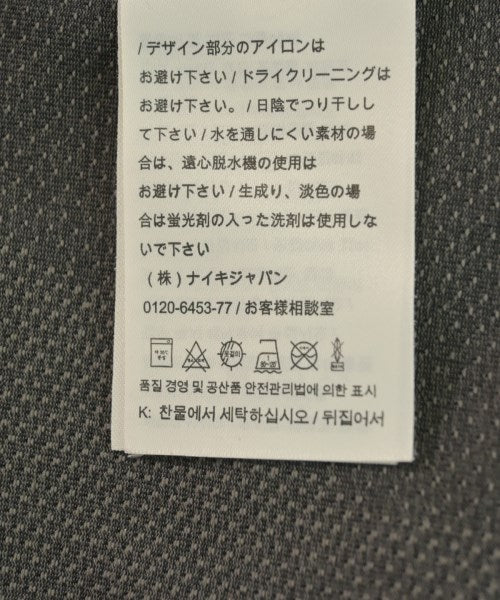 / デザイン部分のアイロンは
お避け下さい / ドライクリーニングは
お避け下さい。 / 日陰でつり干しし
て下さい / 水を通しにくい素材の場
合は、遠心脱水機の使用は
お避け下さい / 生成り、淡色の場
合は蛍光剤の入った洗剤は使用しな
いで下さい
(株) ナイキジャパン
0120-6453-77 / お客様相談室
품질 경영 및 공산품 안전관리법에 의한 표시
K: 찬물에서 세탁하십시오 / 뒤집어서